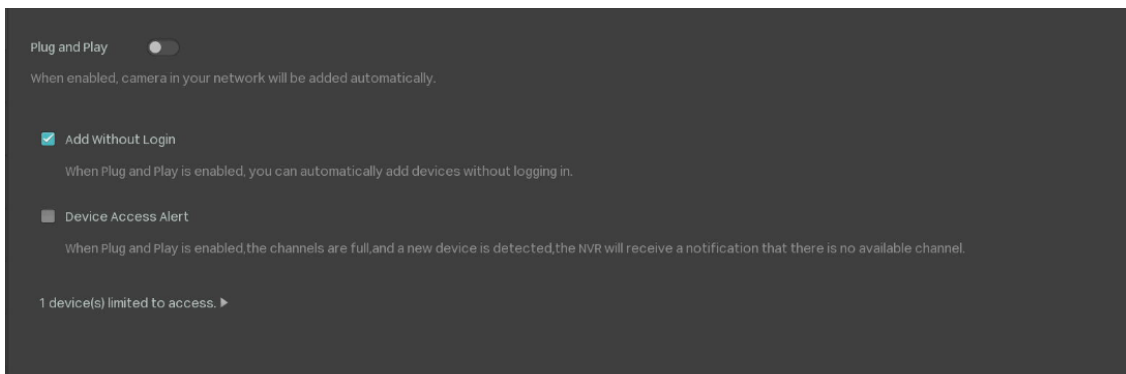 Plug and Play
When enabled, camera in your network will be added automatically.
Add Without Login
When Plug and Play is enabled, you can automatically add devices without logging in.
Device Access Alert
When Plug and Play is enabled,the channels are full,and a new device is detected,the NVR will receive a notification that there is no available channel.
1 device(s) limited to access.